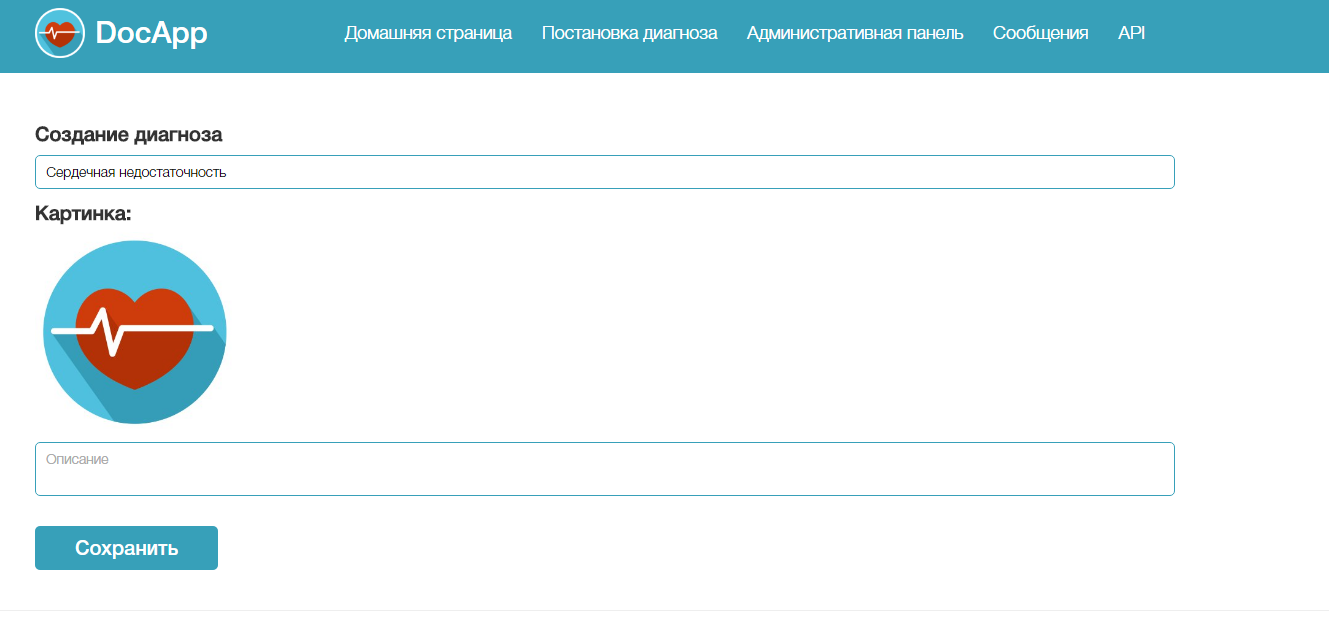 DocApp
Домашняя страница Постановка диагноза Административная панель Сообщения API
Создание диагноза
Сердечная недостаточность
Картинка:
Описание
Сохранить